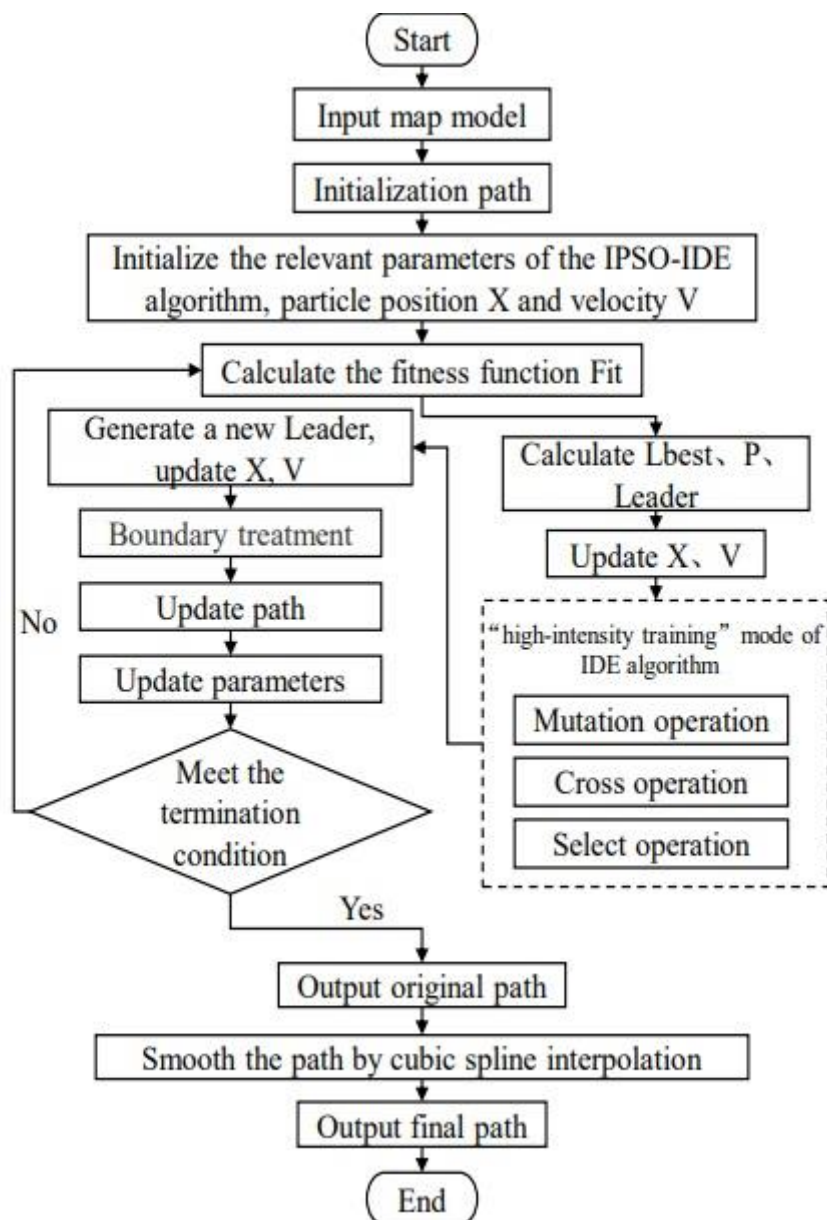 Start
Input map model
Initialization path
Initialize the relevant parameters of the IPSO-IDE
algorithm, particle position X and velocity V
Calculate the fitness function Fit
Calculate Lbest、P、
Leader
Update X、V
“high-intensity training” mode of
IDE algorithm
Mutation operation
Cross operation
Select operation
Generate a new Leader,
update X, V
Boundary treatment
Update path
Update parameters
Meet the
termination
condition
No
Yes
Output original path
Smooth the path by cubic spline interpolation
Output final path
End